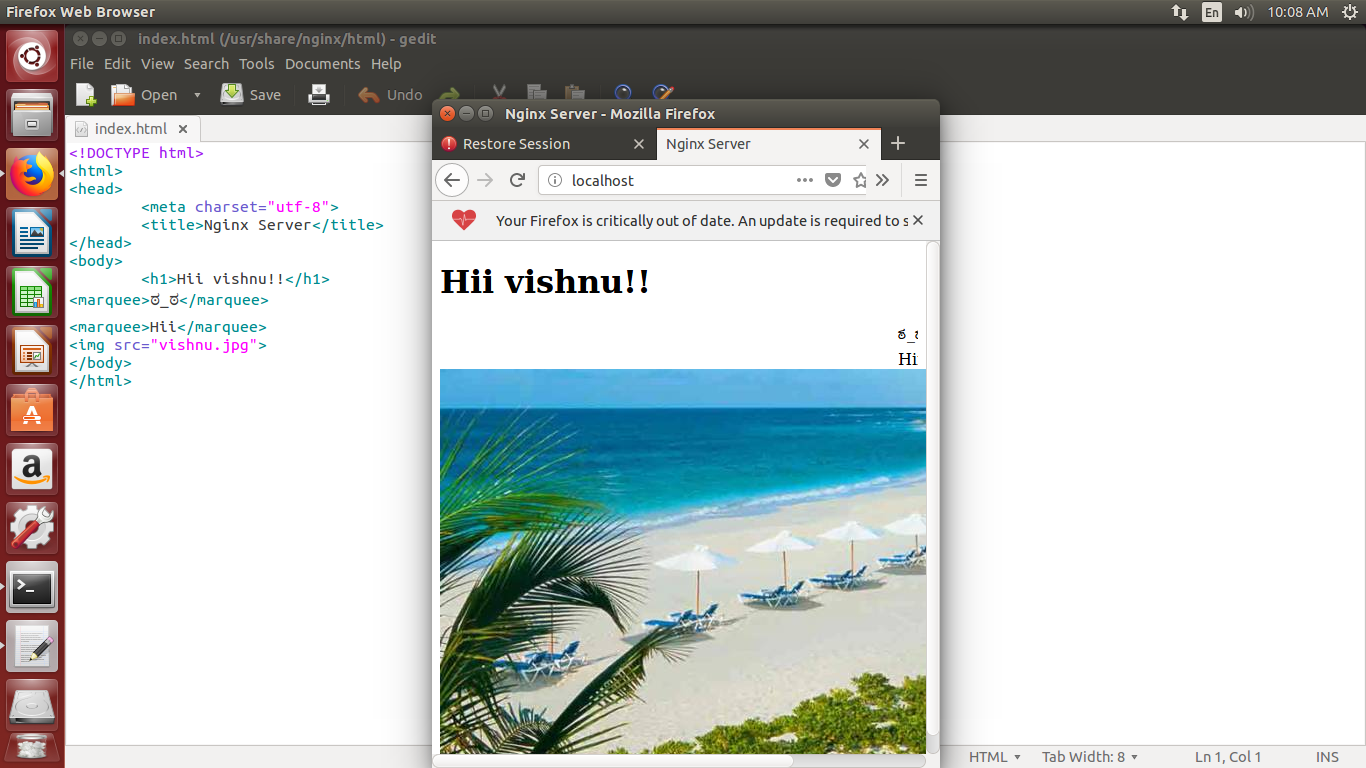 Firefox Web Browser
En
10:08 AM
index.html (/usr/share/nginx/html) - gedit
File Edit View Search Tools Documents Help
Open Save Undo
index.html
<!DOCTYPE html>
<html>
<head>
<meta charset="utf-8">
<title>Nginx Server</title>
</head>
<body>
<h1>Hii vishnu!!</h1>
<marquee>ಠ_ಠ</marquee>
<marquee>Hii</marquee>
<img src="vishnu.jpg">
</body>
</html>
Nginx Server - Mozilla Firefox
Restore Session
Nginx Server
localhost
Your Firefox is critically out of date. An update is required to s
Hii vishnu!!
ಠ_
Hi
HTML Tab Width: 8 Ln 1, Col 1 INS